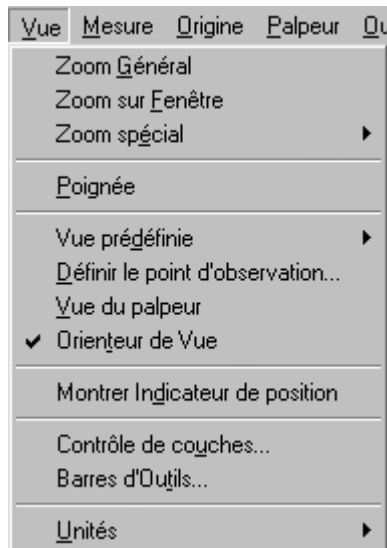 Vue Mesure Origine Palpeur Ou
Zoom Général
Zoom sur Fenêtre
Zoom spécial
Poignée
Vue prédéfinie
Définir le point d'observation...
Vue du palpeur
Orienteur de Vue
Montrer Indicateur de position
Contrôle de couches...
Barres d'Outils...
Unités